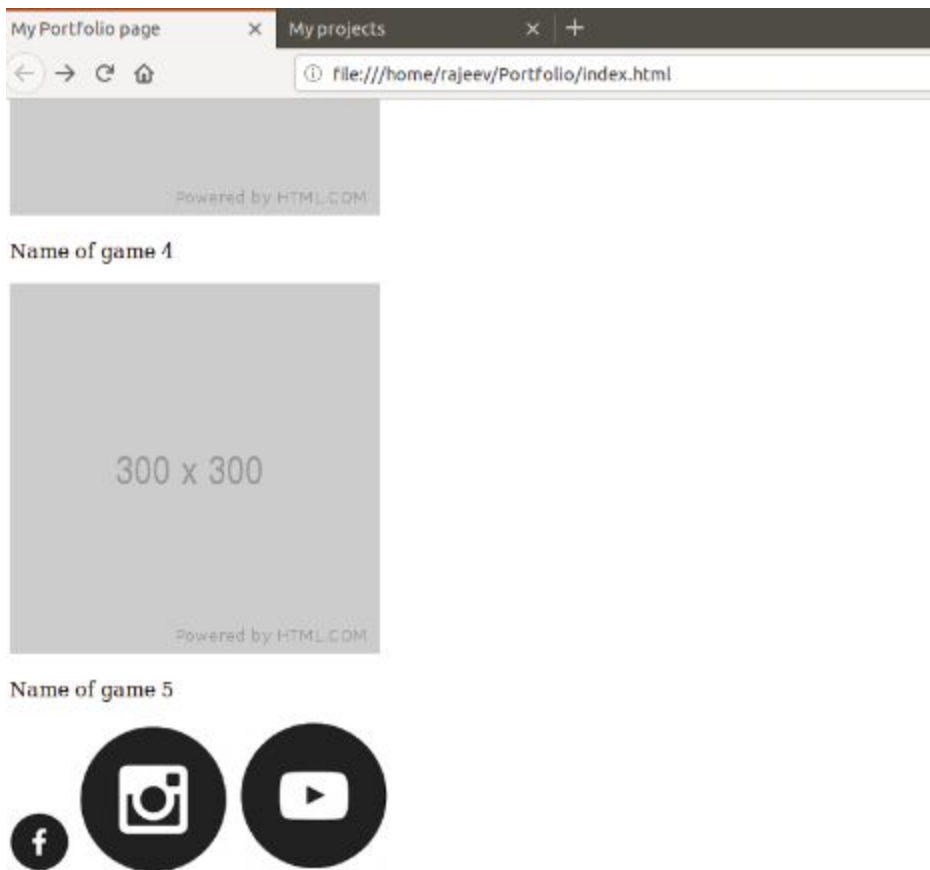 My Portfolio page
My projects
file:///home/rajeev/Portfolio/index.html
Powered by HTML.COM
Name of game 4
300 x 300
Powered by HTML.COM
Name of game 5
f